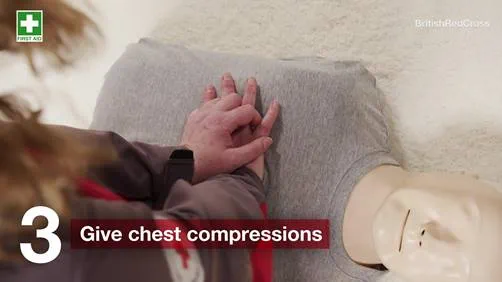 FIRST AID
BritishRedCross
3
Give chest compressions